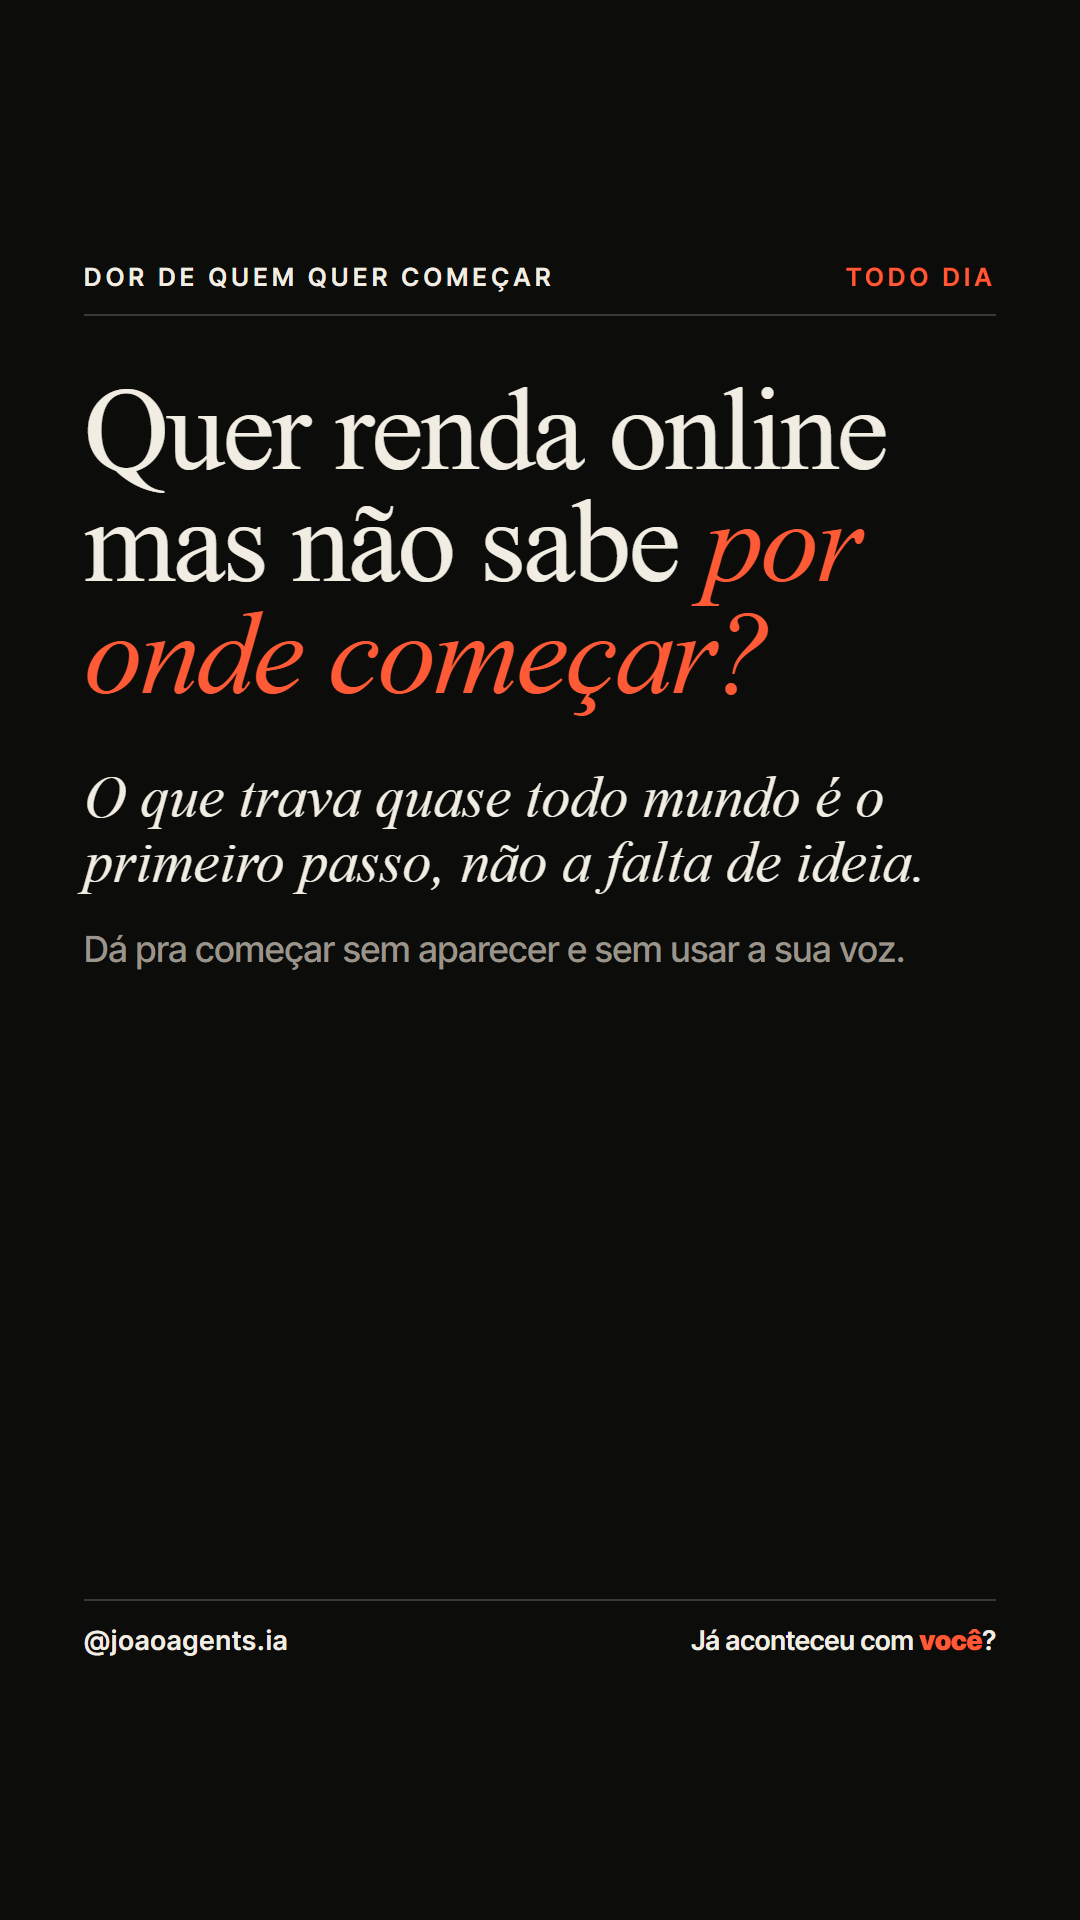 DOR DE QUEM QUER COMEÇAR
TODO DIA
Quer renda online
mas não sabe por
onde começar?
O que trava quase todo mundo é o
primeiro passo, não a falta de ideia.
Dá pra começar sem aparecer e sem usar a sua voz.
@joaoagents.ia
Já aconteceu com você?